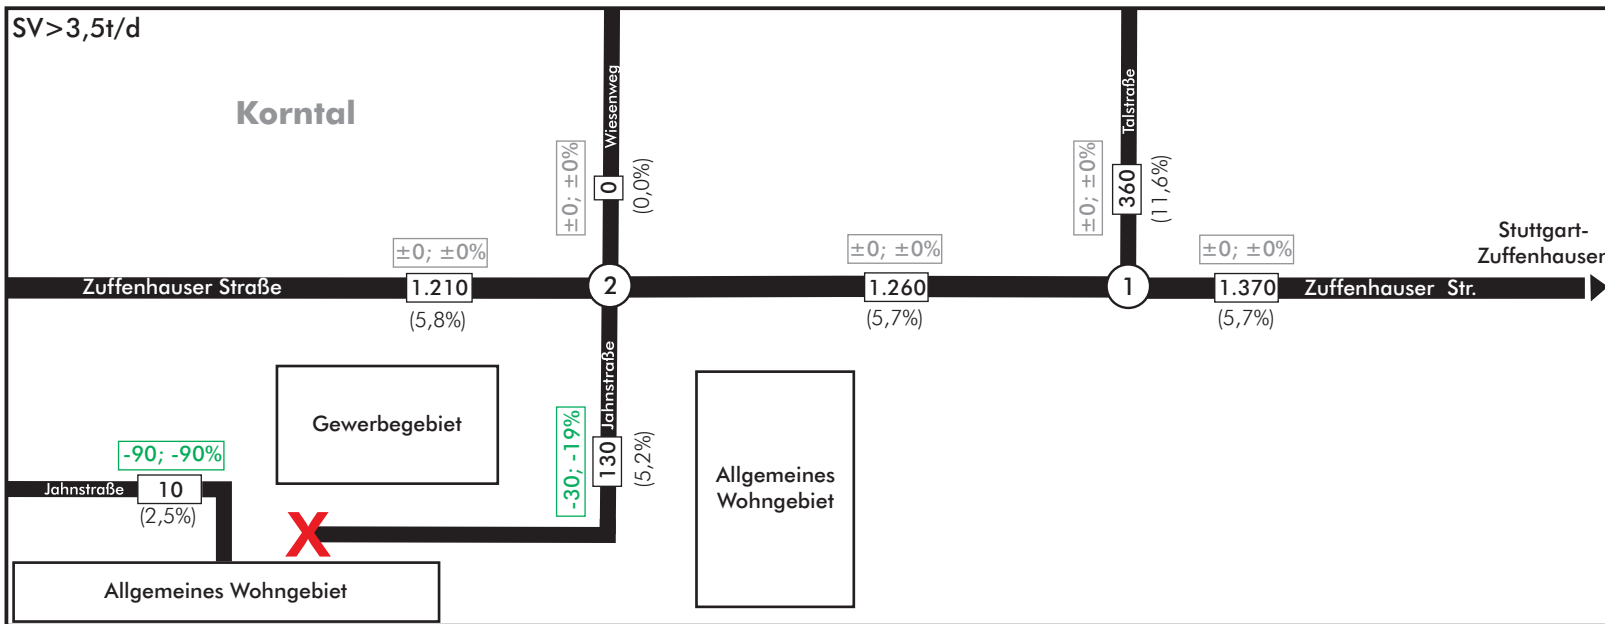 SV>3,5t/d
Korntal
Wiesenweg
±0; ±0%
0
(0,0%)
Talstraße
±0; ±0%
360
(11,6%)
Stuttgart-
Zuffenhausen
±0; ±0%
±0; ±0%
±0; ±0%
Zuffenhauser Straße
1.210
2
1.260
1
1.370
Zuffenhauser Str.
(5,8%)
(5,7%)
(5,7%)
Jahnstraße
-30; -19%
130
(5,2%)
Gewerbegebiet
Allgemeines
Wohngebiet
-90; -90%
Jahnstraße
10
(2,5%)
X
Allgemeines Wohngebiet